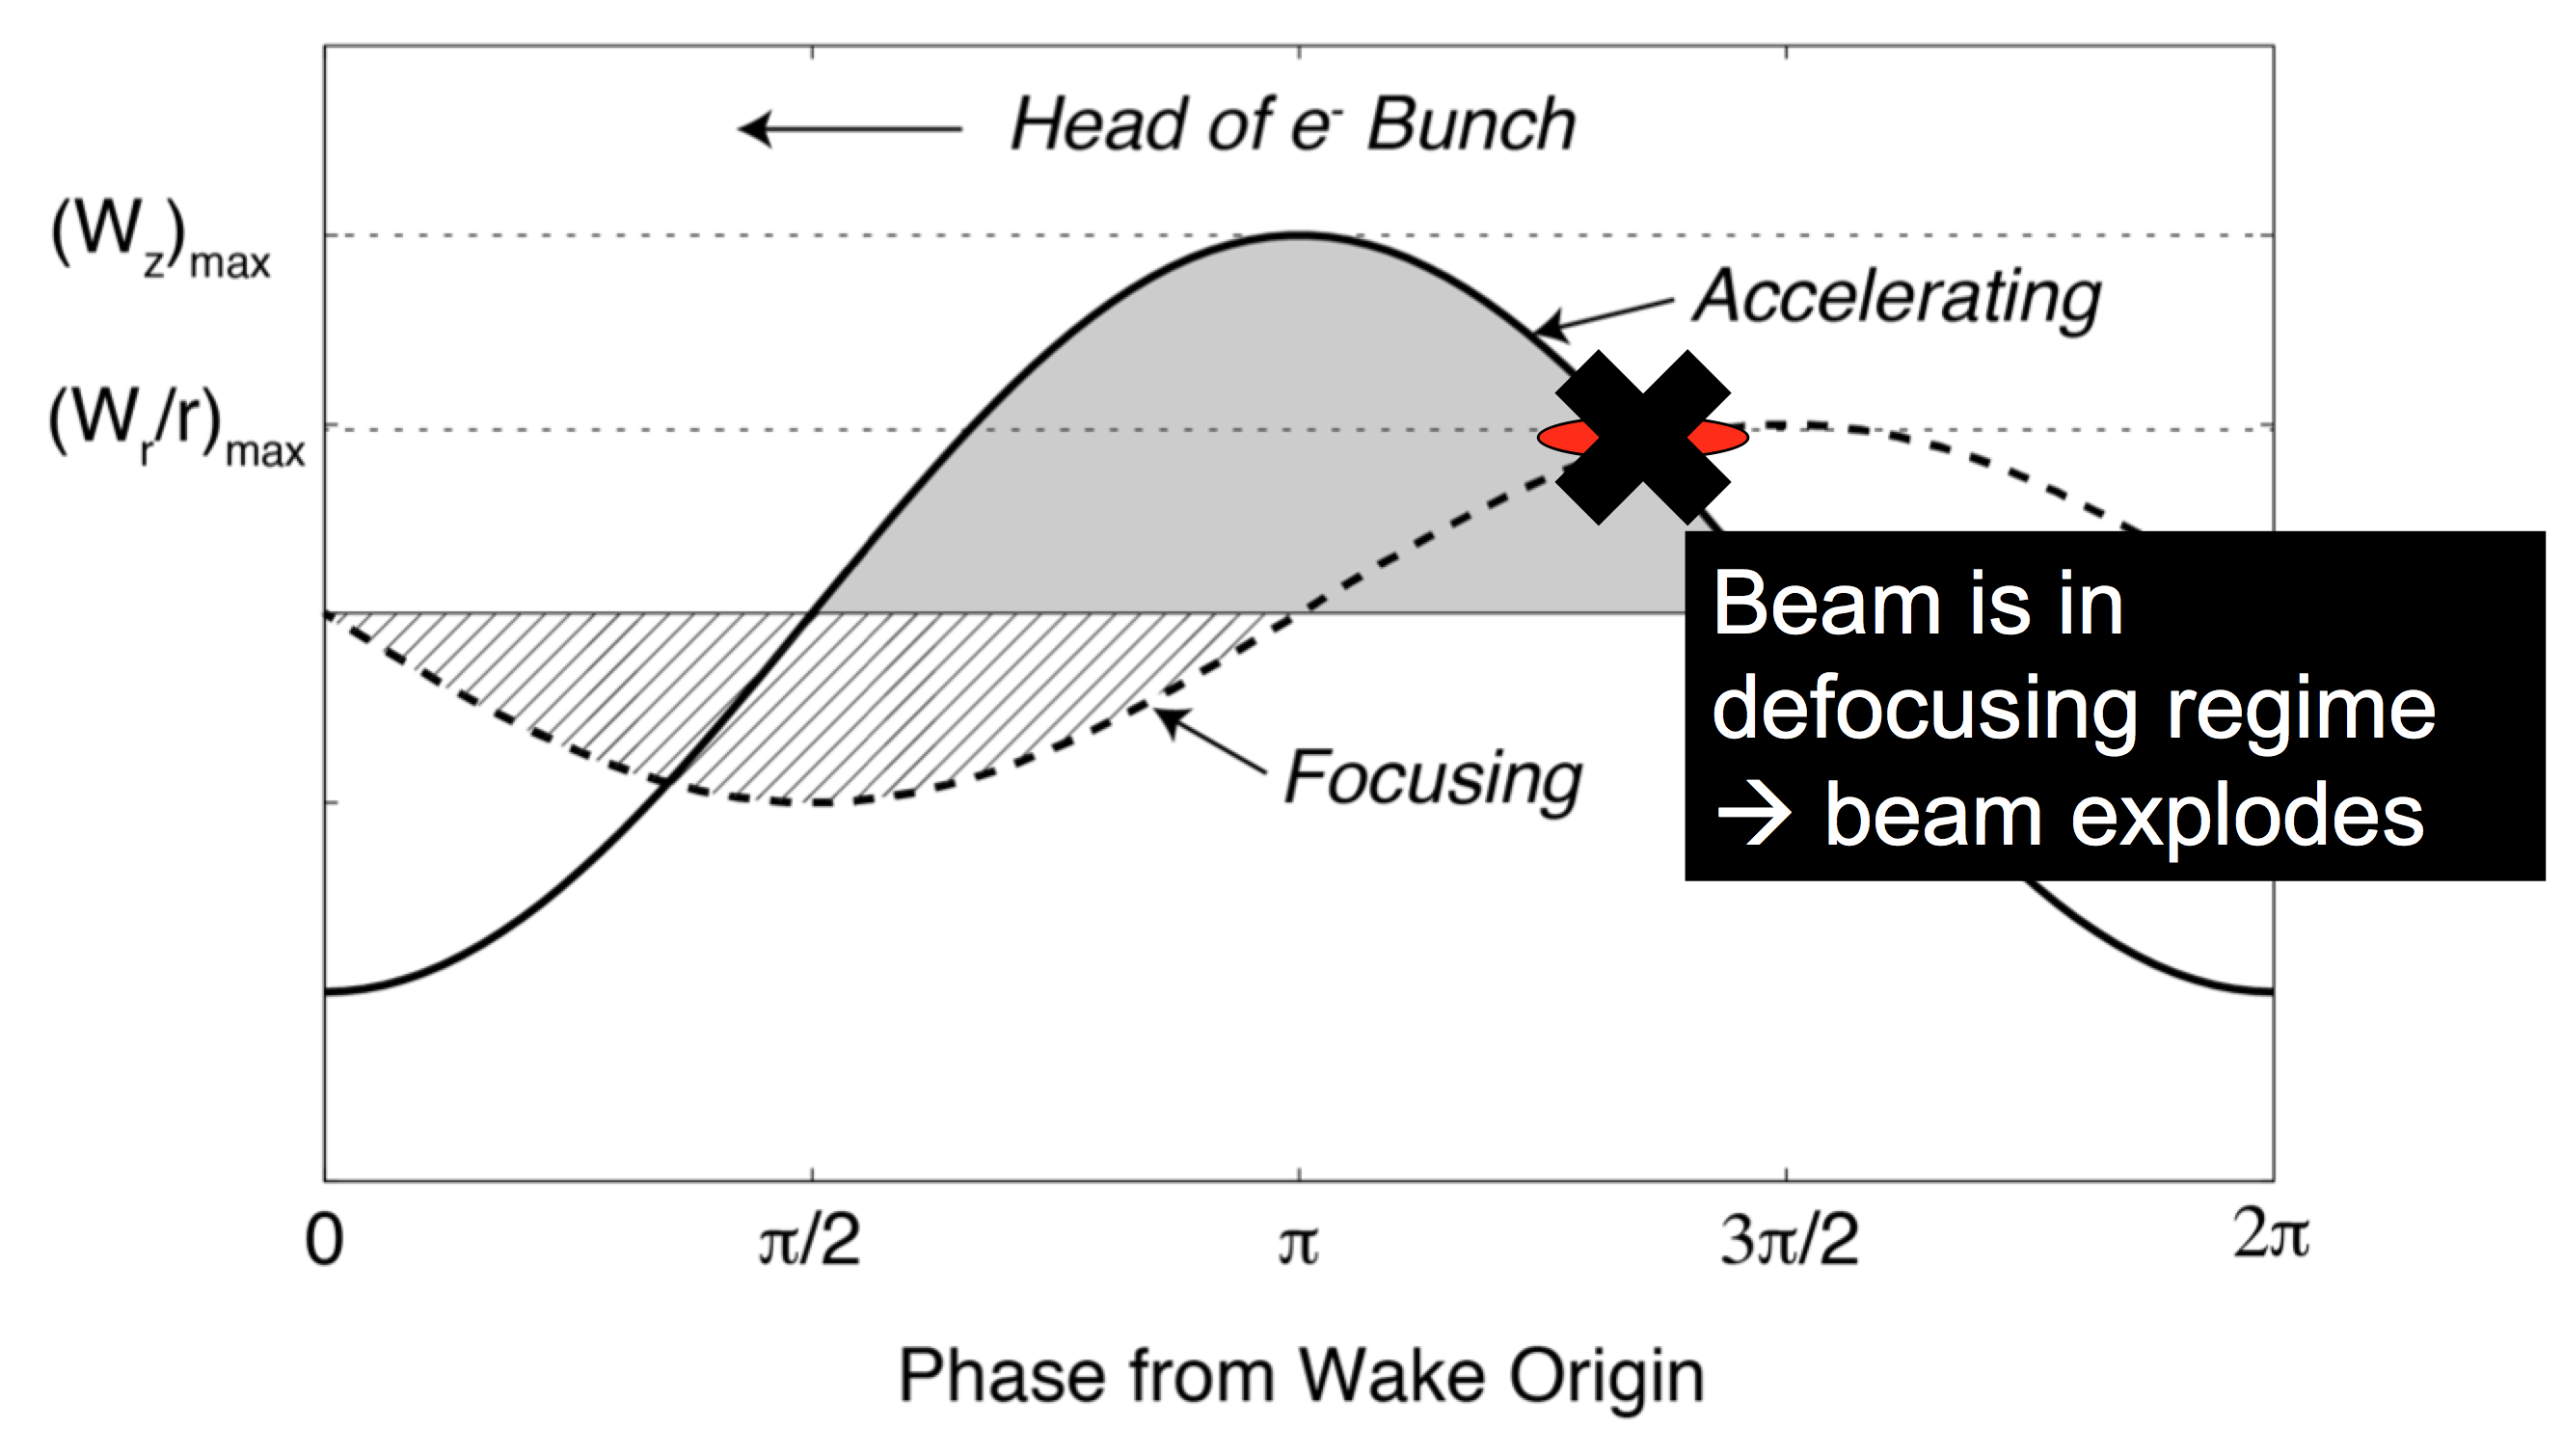 ← Head of e⁻ Bunch
(W_z)_max
Accelerating
(W_r/r)_max
Beam is in
defocusing regime
→ beam explodes
Focusing
0 π/2 π 3π/2 2π
Phase from Wake Origin